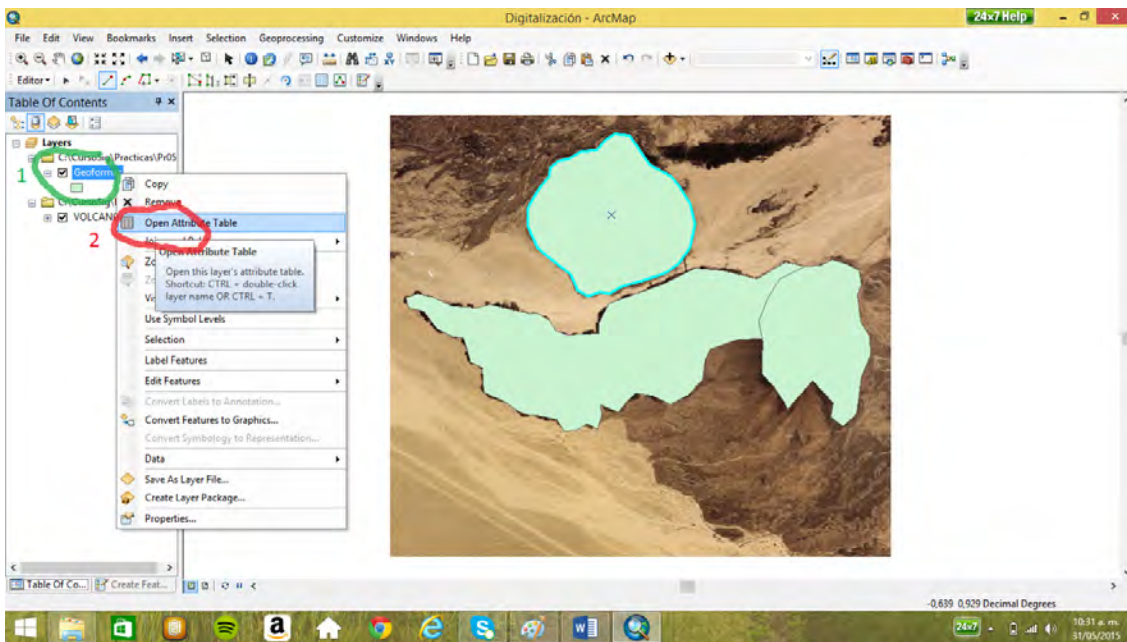 Digitalización - ArcMap
24x7 Help
File Edit View Bookmarks Insert Selection Geoprocessing Customize Windows Help
Editor
Table Of Contents
Layers
C:\CursoSig\Practicas\Pr05
1
Copy
Remove
VOLCAN
Open Attribute Table
2
Open Attribute Table
Open this layer's attribute table.
Shortcut: CTRL + double-click
layer name OR CTRL + T.
Use Symbol Levels
Selection
Label Features
Edit Features
Convert Labels to Annotation...
Convert Features to Graphics...
Convert Symbology to Representation...
Data
Save As Layer File...
Create Layer Package...
Properties...
Table Of Co... Create Feat...
-0,639 0,929 Decimal Degrees
24x7
10:31 a. m.
31/05/2015